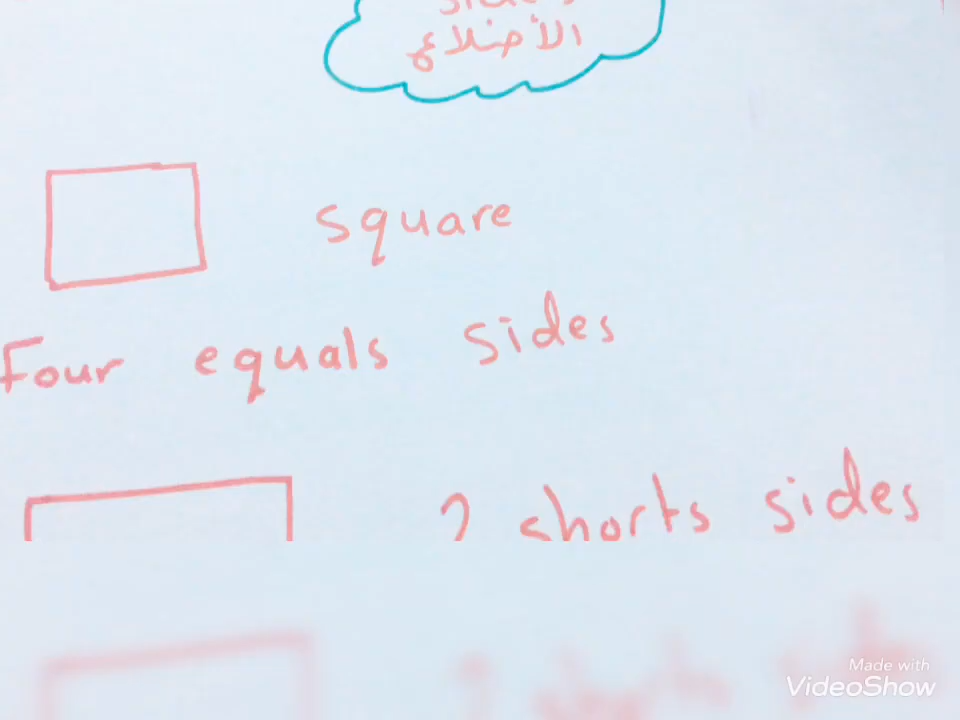 الأضلاع
square
Four equals sides
2 shorts sides
Made with
VideoShow